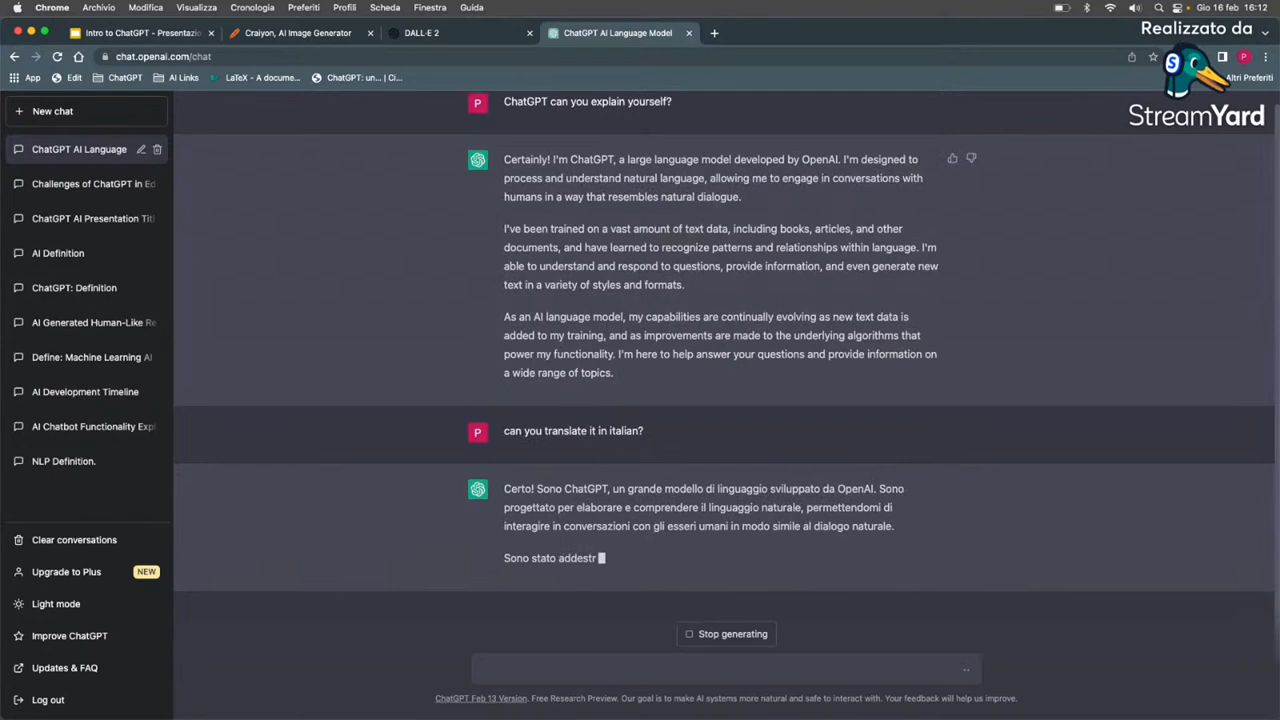 Chrome Archivio Modifica Visualizza Cronologia Preferiti Profili Scheda Finestra Guida Gio 16 feb 16:12
Intro to ChatGPT - Presentazio Craiyon, AI Image Generator DALL·E 2 ChatGPT AI Language Model
Realizzato da
chat.openai.com/chat
App Edit ChatGPT AI Links LaTeX - A docume... ChatGPT: un... | Ci... Altri Preferiti
StreamYard
New chat
ChatGPT AI Language
Challenges of ChatGPT in Ed
ChatGPT AI Presentation Titl
AI Definition
ChatGPT: Definition
AI Generated Human-Like Re
Define: Machine Learning AI
AI Development Timeline
AI Chatbot Functionality Expl
NLP Definition.
Clear conversations
Upgrade to Plus NEW
Light mode
Improve ChatGPT
Updates & FAQ
Log out
P ChatGPT can you explain yourself?
Certainly! I'm ChatGPT, a large language model developed by OpenAI. I'm designed to
process and understand natural language, allowing me to engage in conversations with
humans in a way that resembles natural dialogue.
I've been trained on a vast amount of text data, including books, articles, and other
documents, and have learned to recognize patterns and relationships within language. I'm
able to understand and respond to questions, provide information, and even generate new
text in a variety of styles and formats.
As an AI language model, my capabilities are continually evolving as new text data is
added to my training, and as improvements are made to the underlying algorithms that
power my functionality. I'm here to help answer your questions and provide information on
a wide range of topics.
P can you translate it in italian?
Certo! Sono ChatGPT, un grande modello di linguaggio sviluppato da OpenAI. Sono
progettato per elaborare e comprendere il linguaggio naturale, permettendomi di
interagire in conversazioni con gli esseri umani in modo simile al dialogo naturale.
Sono stato addestr
Stop generating
ChatGPT Feb 13 Version. Free Research Preview. Our goal is to make AI systems more natural and safe to interact with. Your feedback will help us improve.